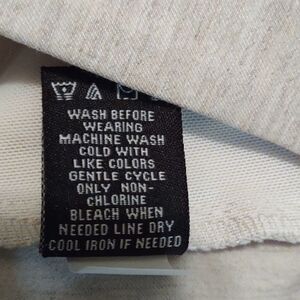 WASH BEFORE
WEARING
MACHINE WASH
COLD WITH
LIKE COLORS
GENTLE CYCLE
ONLY NON-
CHLORINE
BLEACH WHEN
NEEDED LINE DRY
COOL IRON IF NEEDED